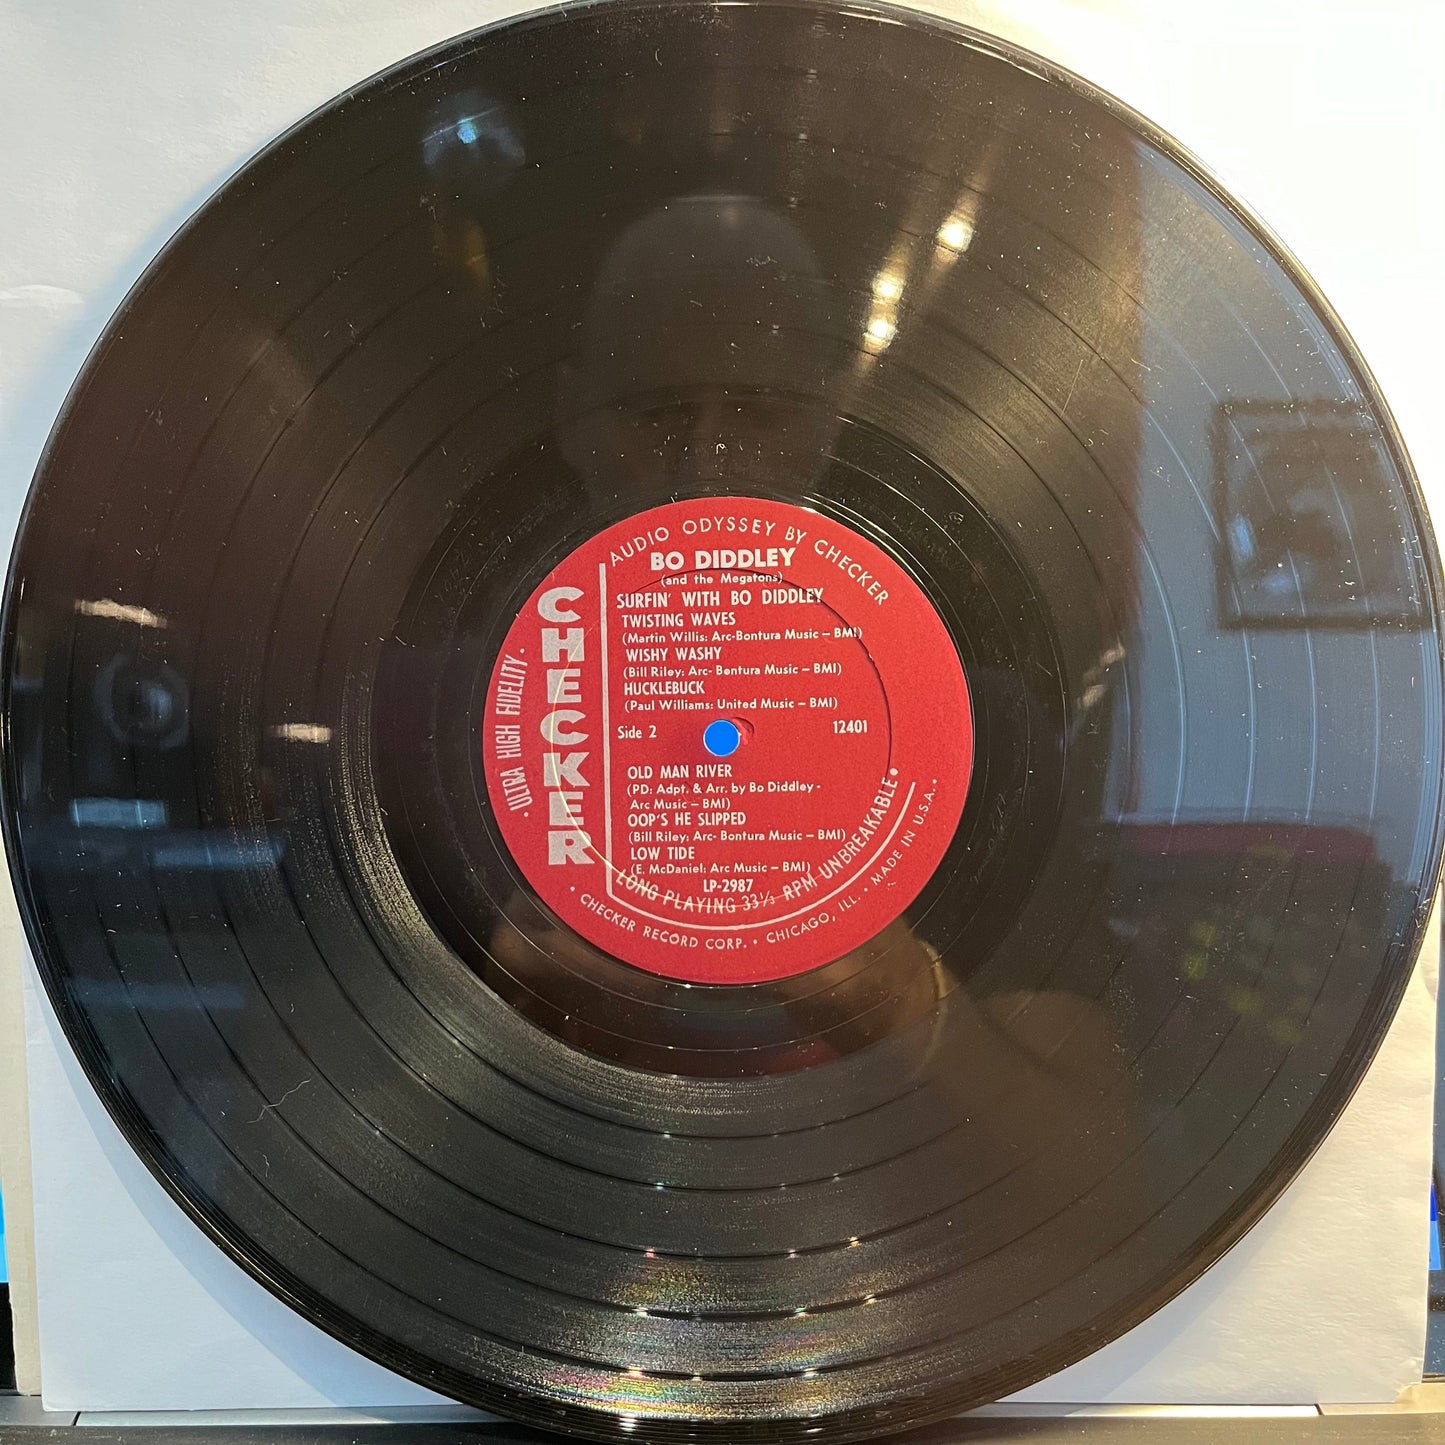 AUDIO ODYSSEY BY CHECKER
BO DIDDLEY
(and the Megatons)
SURFIN' WITH BO DIDDLEY
TWISTING WAVES
(Martin Willis: Arc-Bontura Music – BMI)
WISHY WASHY
(Bill Riley: Arc- Bentura Music – BMI)
HUCKLEBUCK
(Paul Williams: United Music – BMI)
Side 2
12401
OLD MAN RIVER
(PD: Adpt. & Arr. by Bo Diddley -
Arc Music – BMI)
OOP'S HE SLIPPED
(Bill Riley: Arc- Bontura Music – BMI)
LOW TIDE
(E. McDaniel: Arc Music – BMI)
LP-2987
LONG PLAYING 33⅓ RPM UNBREAKABLE •
• CHECKER RECORD CORP. • CHICAGO, ILL. • MADE IN U.S.A. •
CHECKER
• ULTRA HIGH FIDELITY •